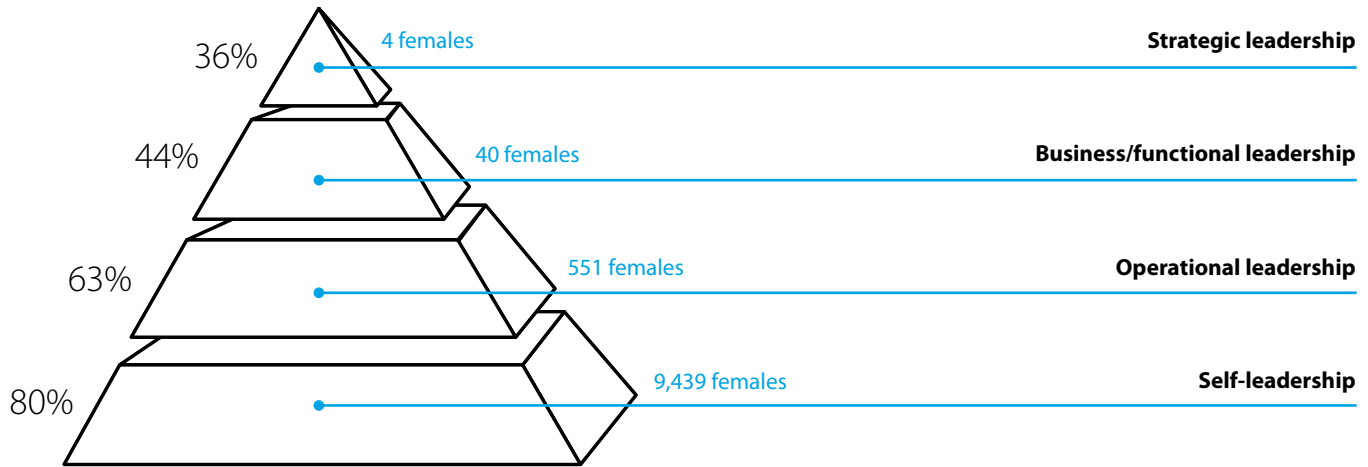 4 females
Strategic leadership
36%
40 females
Business/functional leadership
44%
551 females
Operational leadership
63%
9,439 females
Self-leadership
80%